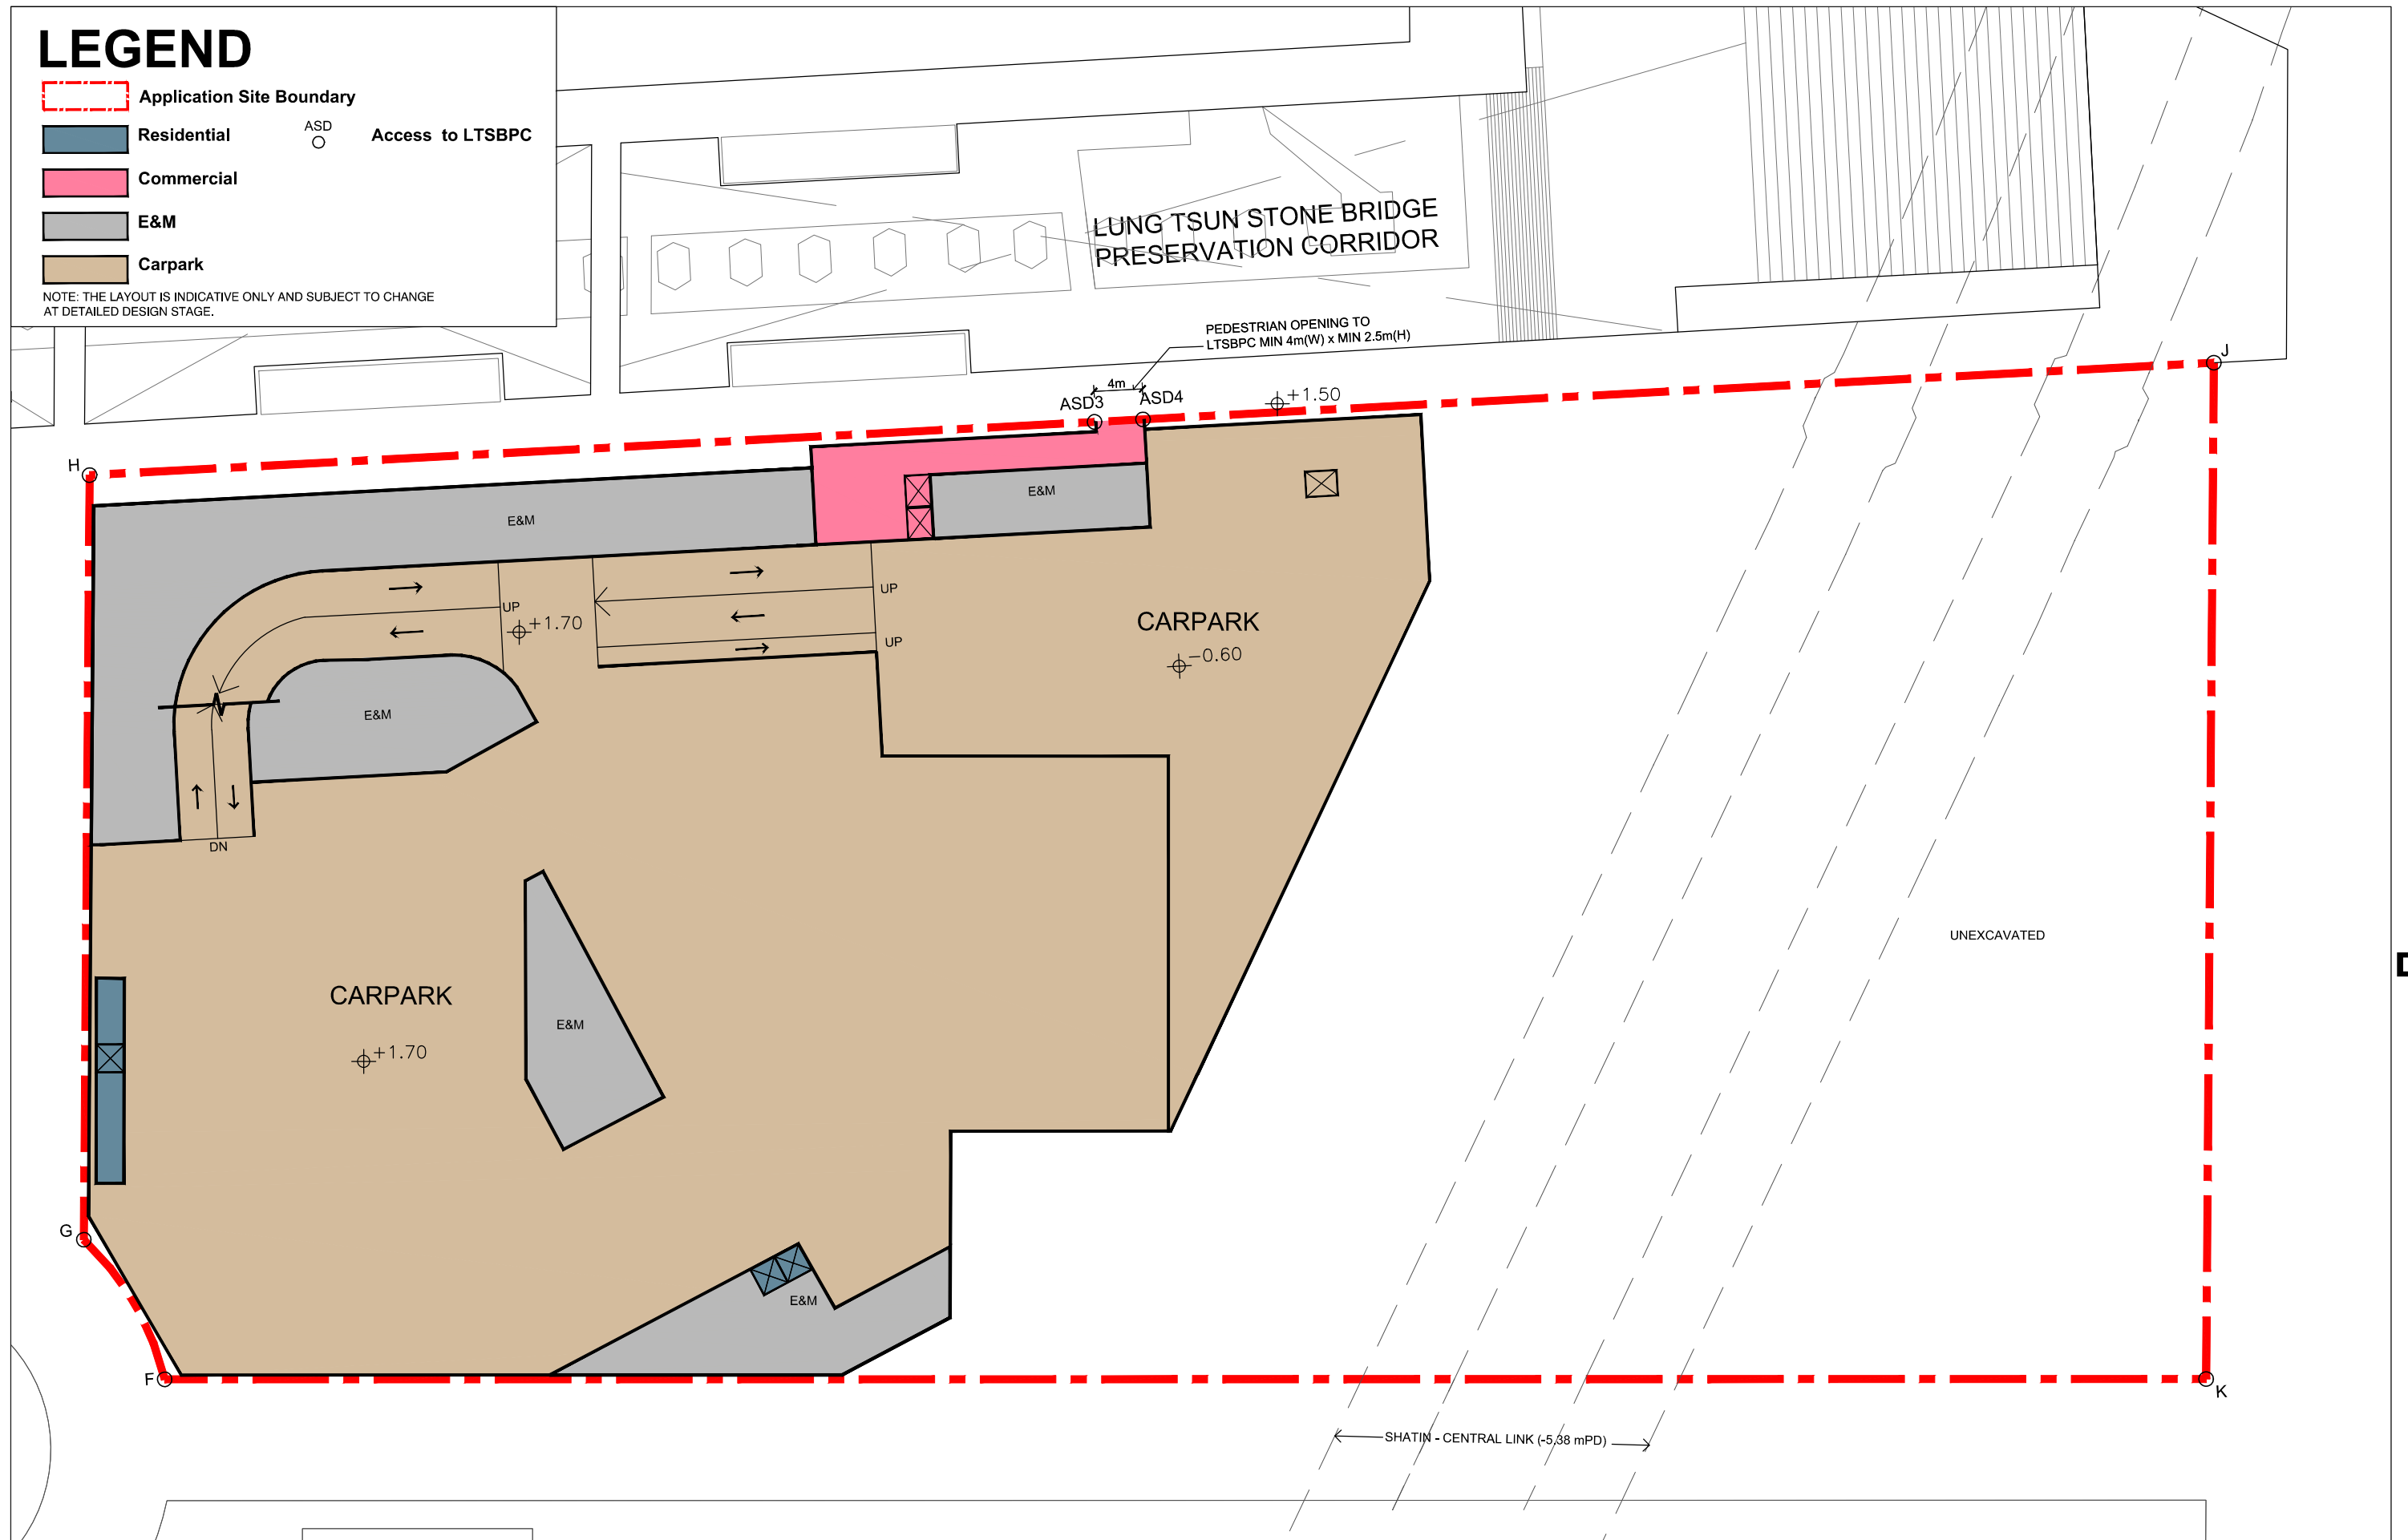 LEGEND
Application Site Boundary
Residential
ASD
Access to LTSBPC
Commercial
E&M
Carpark
NOTE: THE LAYOUT IS INDICATIVE ONLY AND SUBJECT TO CHANGE
AT DETAILED DESIGN STAGE.
LUNG TSUN STONE BRIDGE
PRESERVATION CORRIDOR
PEDESTRIAN OPENING TO
LTSBPC MIN 4m(W) x MIN 2.5m(H)
J
4m
ASD3
ASD4
+1.50
H
E&M
E&M
UP
UP
+1.70
UP
CARPARK
-0.60
E&M
DN
UNEXCAVATED
CARPARK
E&M
+1.70
G
E&M
F
K
SHATIN - CENTRAL LINK (-5.38 mPD)